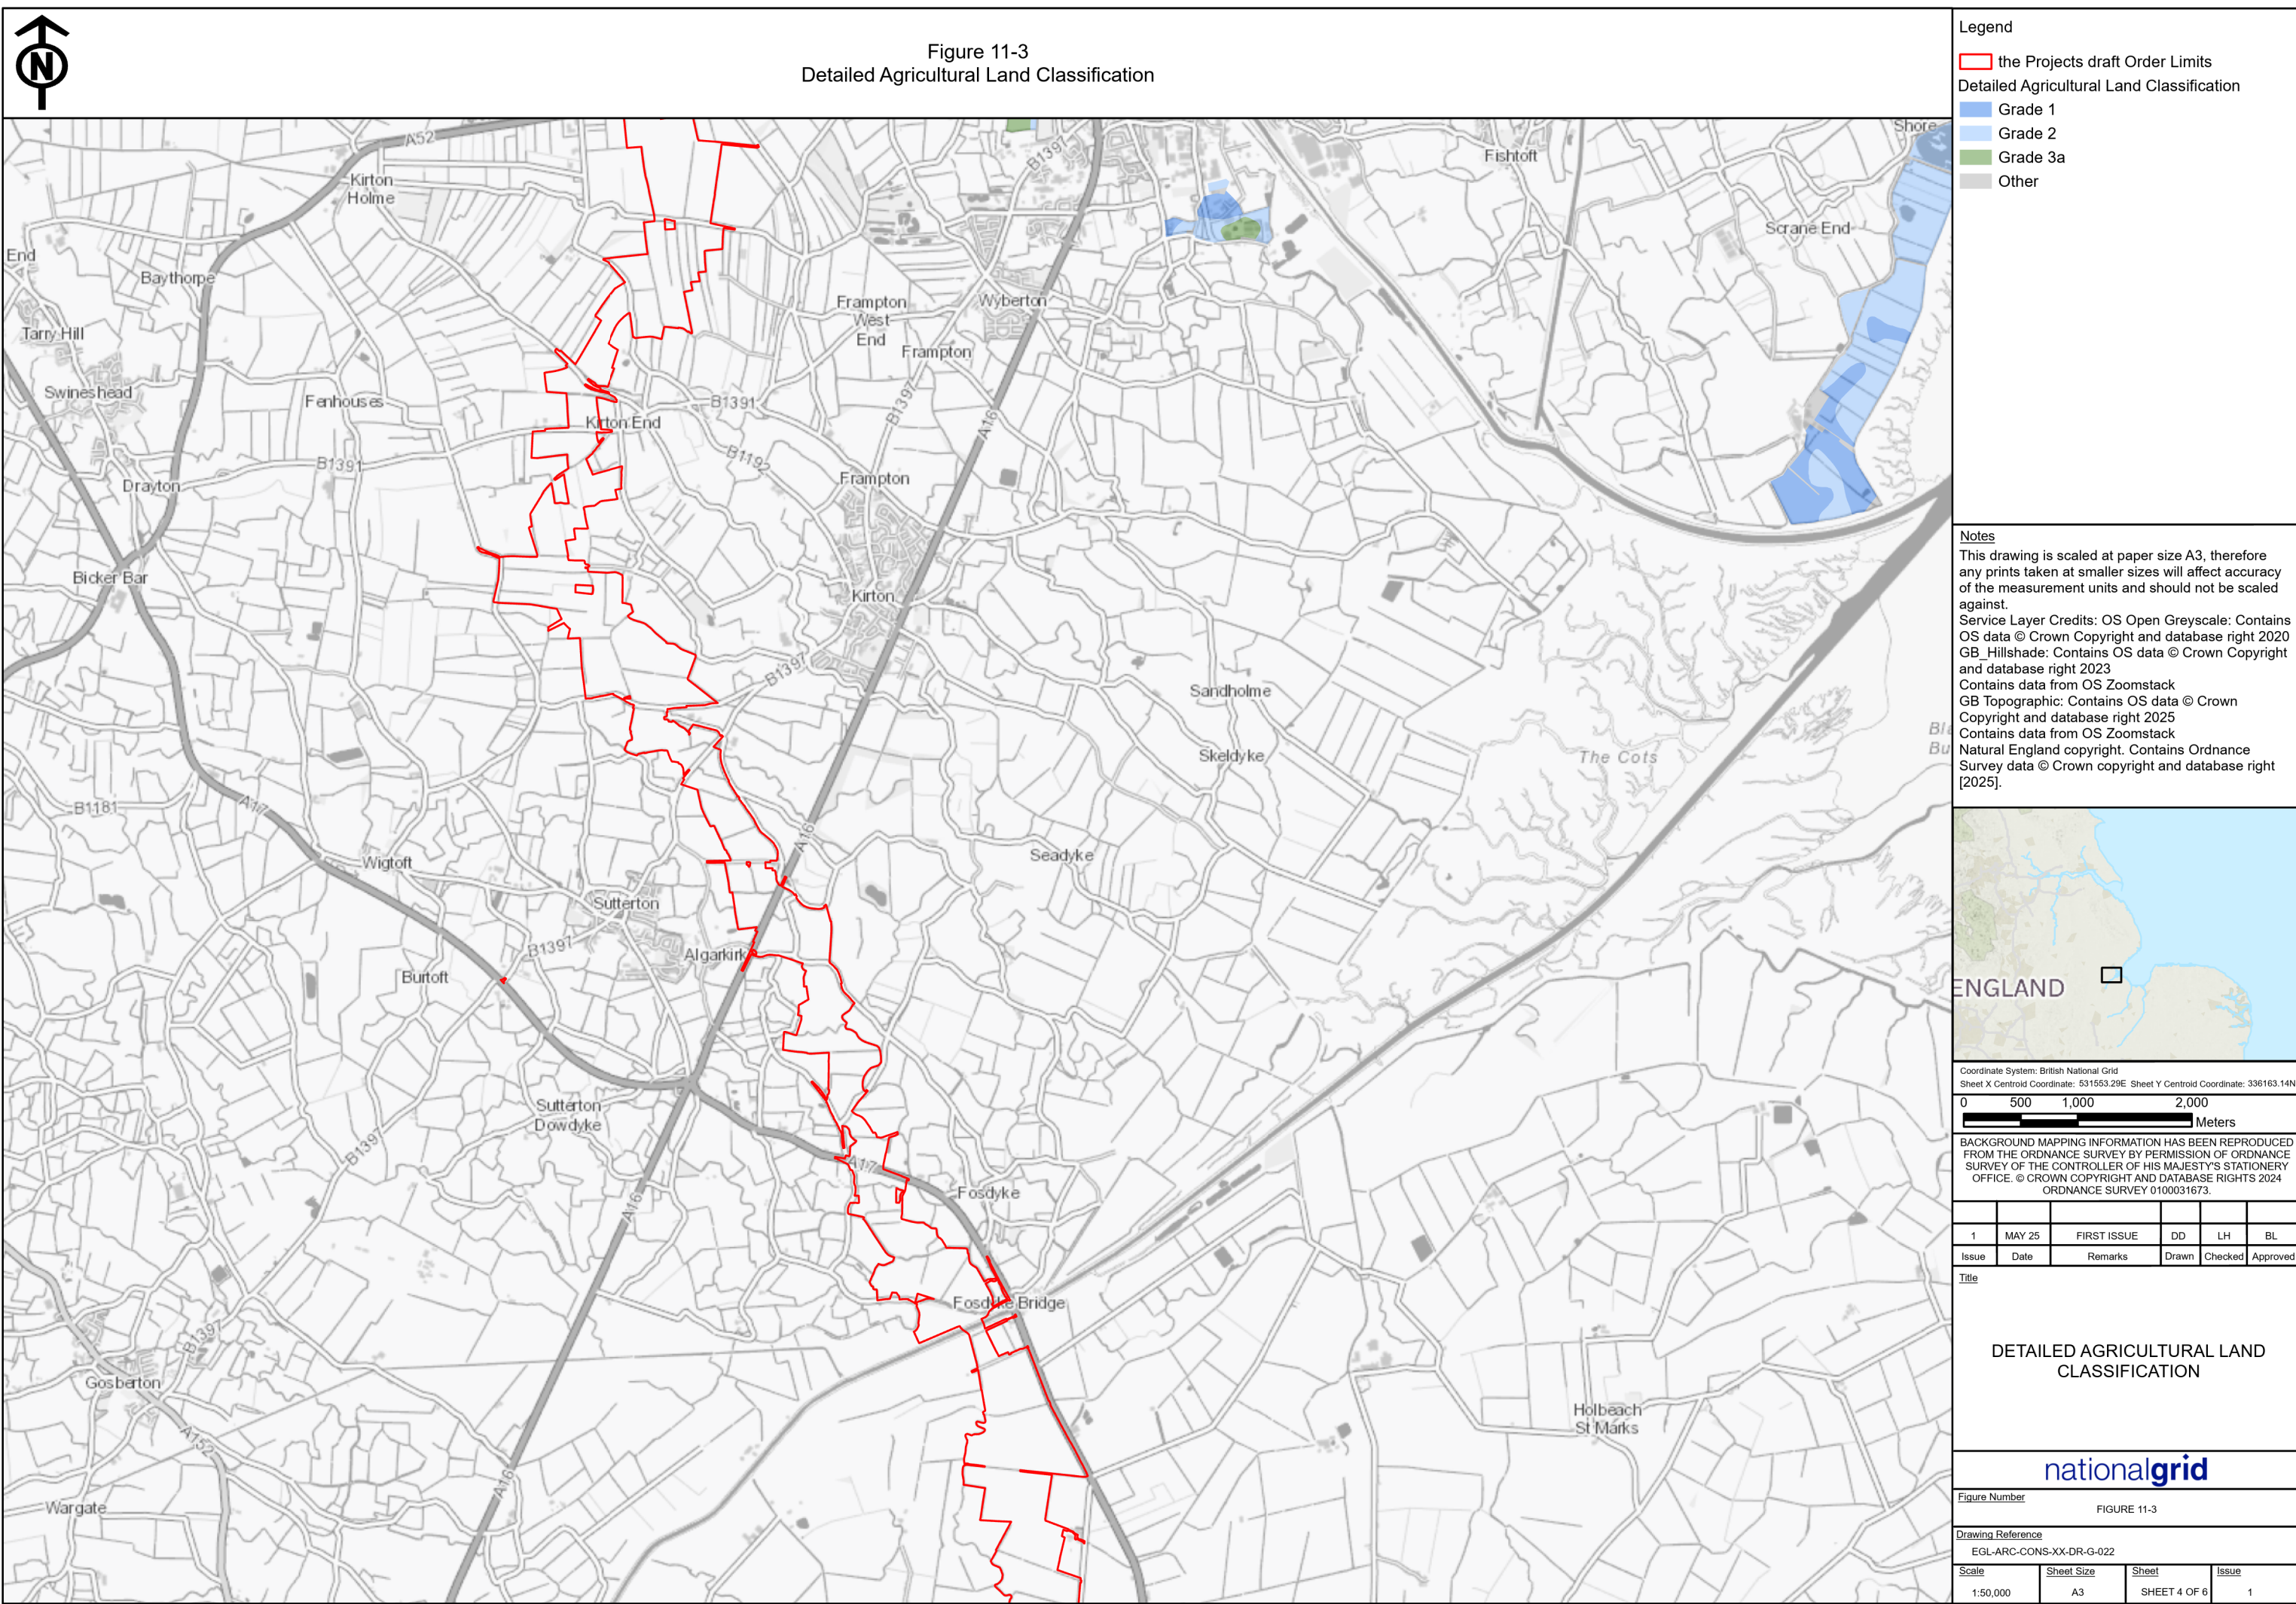 N
Figure 11-3
Detailed Agricultural Land Classification
A52
Kirton
Holme
B1397
Fishtoft
Shore
End
Baythorpe
Scrane End
Tarry Hill
Frampton
West
End
Wyberton
Frampton
Swineshead
Fenhouses
B1391
B1397
A16
Kirton End
B1391
B1192
Drayton
Frampton
Bicker Bar
Kirton
B1397
Sandholme
Skeldyke
The Cots
Bla
Bu
B1181
A17
A16
Wigtoft
Seadyke
Sutterton
B1397
Algarkirk
Burtoft
Sutterton
Dowdyke
B1397
A17
A16
Fosdyke
Fosdyke Bridge
B1397
Gosberton
Holbeach
St Marks
A152
A16
Wargate
Legend
the Projects draft Order Limits
Detailed Agricultural Land Classification
Grade 1
Grade 2
Grade 3a
Other
Notes
This drawing is scaled at paper size A3, therefore
any prints taken at smaller sizes will affect accuracy
of the measurement units and should not be scaled
against.
Service Layer Credits: OS Open Greyscale: Contains
OS data © Crown Copyright and database right 2020
GB_Hillshade: Contains OS data © Crown Copyright
and database right 2023
Contains data from OS Zoomstack
GB Topographic: Contains OS data © Crown
Copyright and database right 2025
Contains data from OS Zoomstack
Natural England copyright. Contains Ordnance
Survey data © Crown copyright and database right
[2025].
ENGLAND
Coordinate System: British National Grid
Sheet X Centroid Coordinate: 531553.29E Sheet Y Centroid Coordinate: 336163.14N
0 500 1,000 2,000
Meters
BACKGROUND MAPPING INFORMATION HAS BEEN REPRODUCED
FROM THE ORDNANCE SURVEY BY PERMISSION OF ORDNANCE
SURVEY OF THE CONTROLLER OF HIS MAJESTY'S STATIONERY
OFFICE. © CROWN COPYRIGHT AND DATABASE RIGHTS 2024
ORDNANCE SURVEY 0100031673.
1 MAY 25 FIRST ISSUE DD LH BL
Issue Date Remarks Drawn Checked Approved
Title
DETAILED AGRICULTURAL LAND
CLASSIFICATION
nationalgrid
Figure Number
FIGURE 11-3
Drawing Reference
EGL-ARC-CONS-XX-DR-G-022
Scale Sheet Size Sheet Issue
1:50,000 A3 SHEET 4 OF 6 1